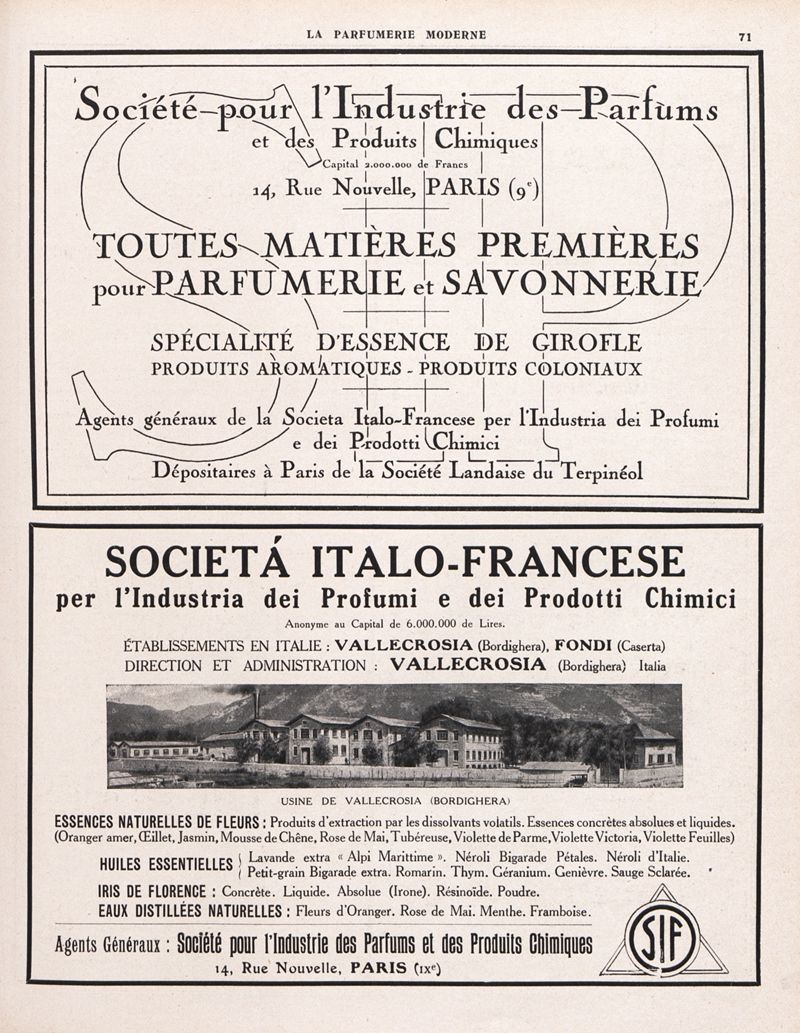 LA PARFUMERIE MODERNE
71
Société pour l'Industrie des Parfums
et des Produits Chimiques
Capital 2.000.000 de Francs
14, Rue Nouvelle, PARIS (9e)
TOUTES MATIÈRES PREMIÈRES
pour PARFUMERIE et SAVONNERIE
SPÉCIALITÉ D'ESSENCE DE GIROFLE
PRODUITS AROMATIQUES - PRODUITS COLONIAUX
Agents généraux de la Societa Italo-Francese per l'Industria dei Profumi
e dei Prodotti Chimici
Dépositaires à Paris de la Société Landaise du Terpinéol
SOCIETÁ ITALO-FRANCESE
per l'Industria dei Profumi e dei Prodotti Chimici
Anonyme au Capital de 6.000.000 de Lires.
ÉTABLISSEMENTS EN ITALIE : VALLECROSIA (Bordighera), FONDI (Caserta)
DIRECTION ET ADMINISTRATION : VALLECROSIA (Bordighera) Italia
USINE DE VALLECROSIA (BORDIGHERA)
ESSENCES NATURELLES DE FLEURS : Produits d'extraction par les dissolvants volatils. Essences concrètes absolues et liquides.
(Oranger amer, Œillet, Jasmin, Mousse de Chêne, Rose de Mai, Tubéreuse, Violette de Parme, Violette Victoria, Violette Feuilles)
HUILES ESSENTIELLES { Lavande extra « Alpi Marittime ». Néroli Bigarade Pétales. Néroli d'Italie.
Petit-grain Bigarade extra. Romarin. Thym. Géranium. Genièvre. Sauge Sclarée.
IRIS DE FLORENCE : Concrète. Liquide. Absolue (Irone). Résinoïde. Poudre.
EAUX DISTILLÉES NATURELLES : Fleurs d'Oranger. Rose de Mai. Menthe. Framboise.
Agents Généraux : Société pour l'Industrie des Parfums et des Produits Chimiques
14, Rue Nouvelle, PARIS (IXe)
SIF